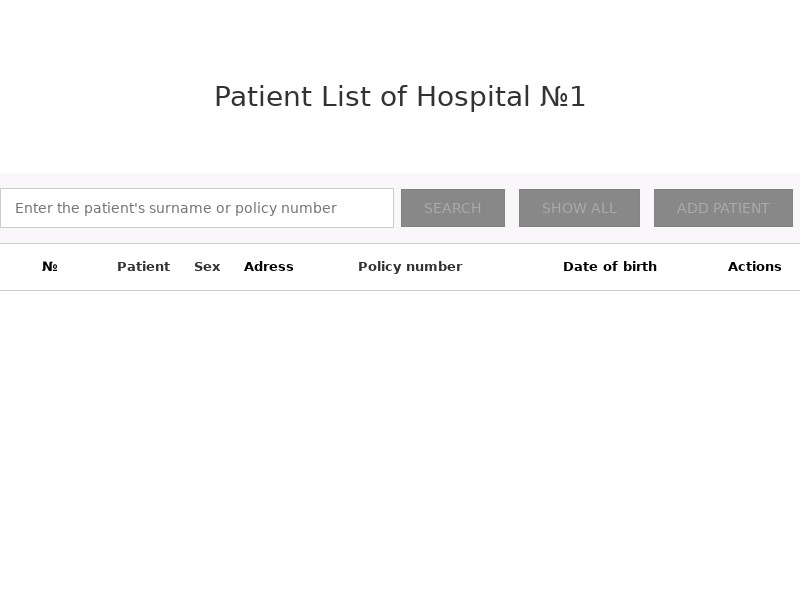 Patient List of Hospital №1
Enter the patient's surname or policy number SEARCH SHOW ALL ADD PATIENT
№ Patient Sex Adress Policy number Date of birth Actions